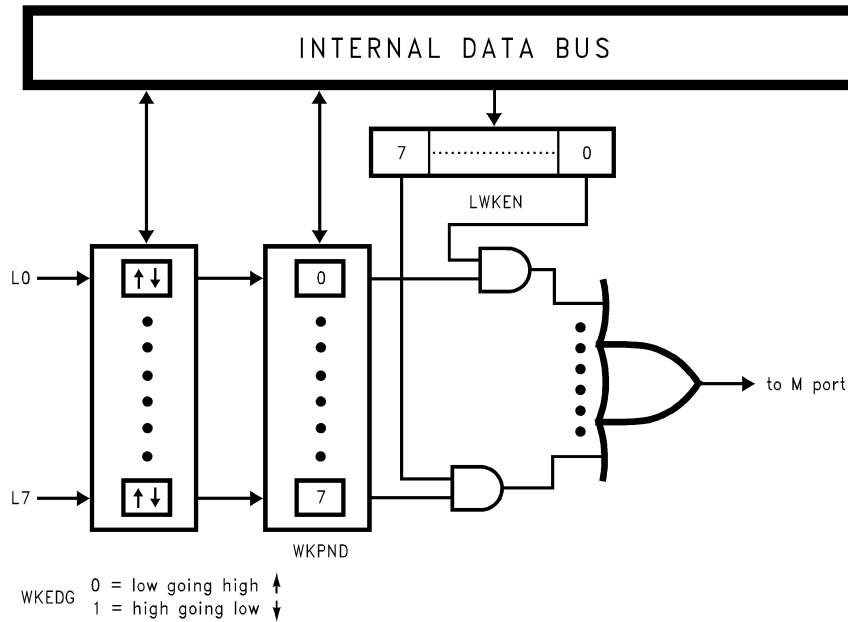 INTERNAL DATA BUS
7 0
LWKEN
L0
0
to M port
L7
7
WKPND
WKEDG
0 = low going high ↑
1 = high going low ↓